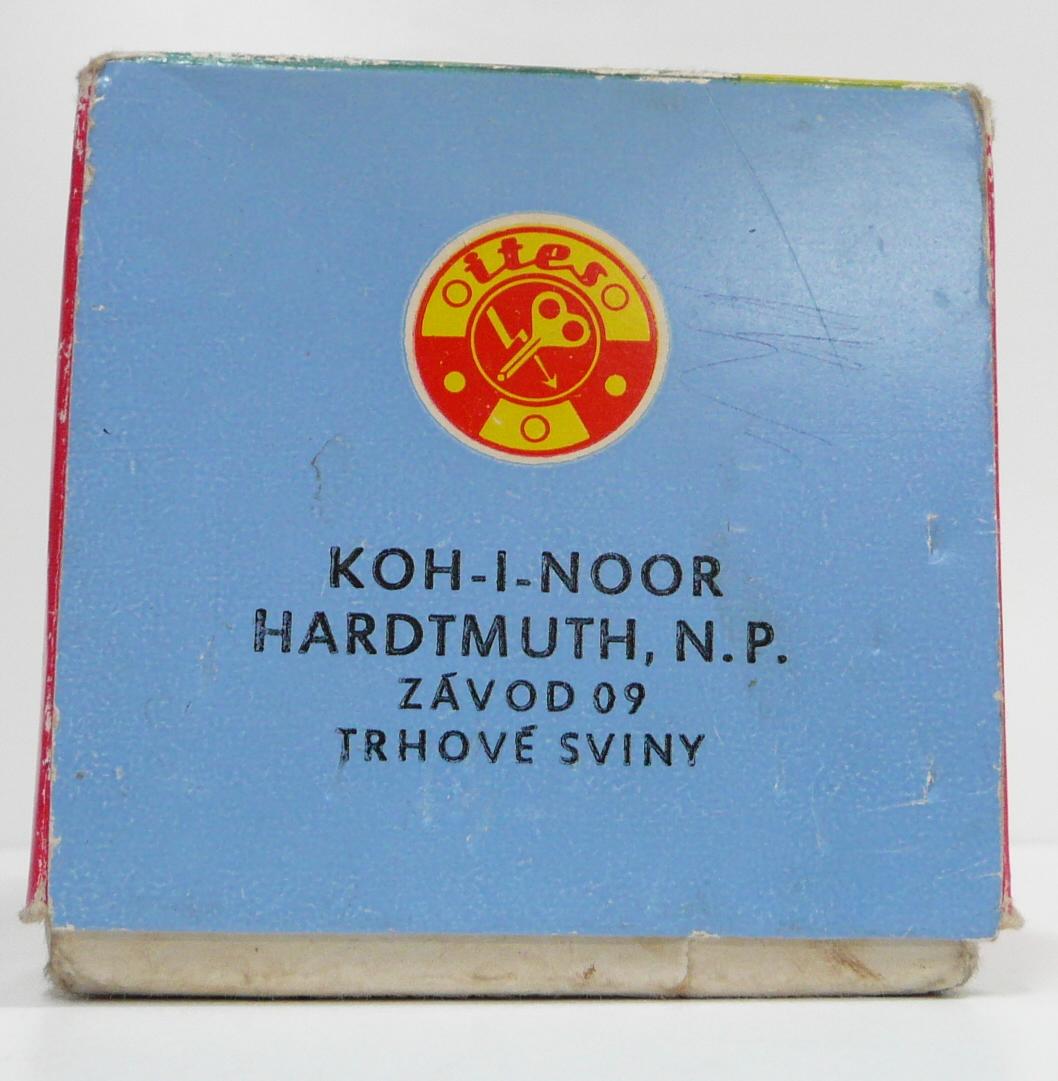 ites
KOH-I-NOOR
HARDTMUTH, N.P.
ZÁVOD 09
TRHOVÉ SVINY